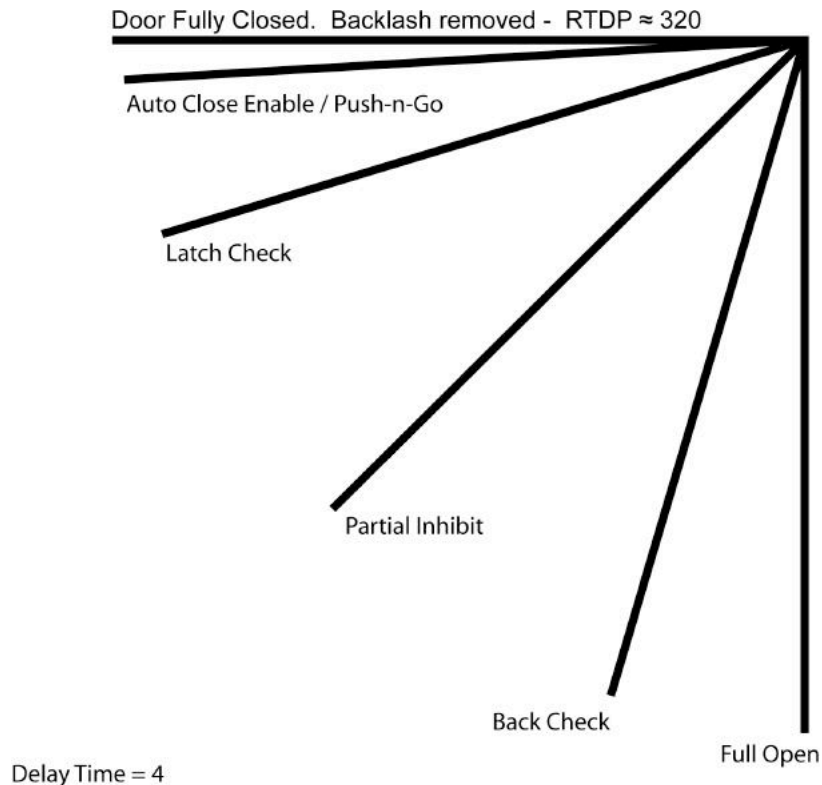 Door Fully Closed.  Backlash removed -  RTDP ≈ 320
Auto Close Enable / Push-n-Go
Latch Check
Partial Inhibit
Back Check
Full Open
Delay Time = 4